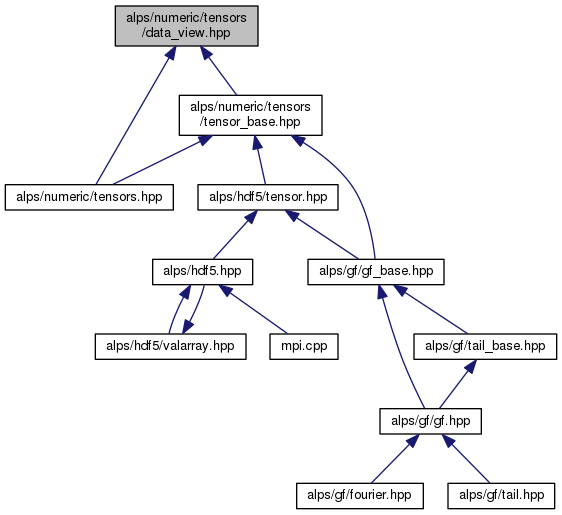 alps/numeric/tensors
/data_view.hpp
alps/numeric/tensors
/tensor_base.hpp
alps/numeric/tensors.hpp
alps/hdf5/tensor.hpp
alps/hdf5.hpp
alps/gf/gf_base.hpp
alps/hdf5/valarray.hpp
mpi.cpp
alps/gf/tail_base.hpp
alps/gf/gf.hpp
alps/gf/fourier.hpp
alps/gf/tail.hpp